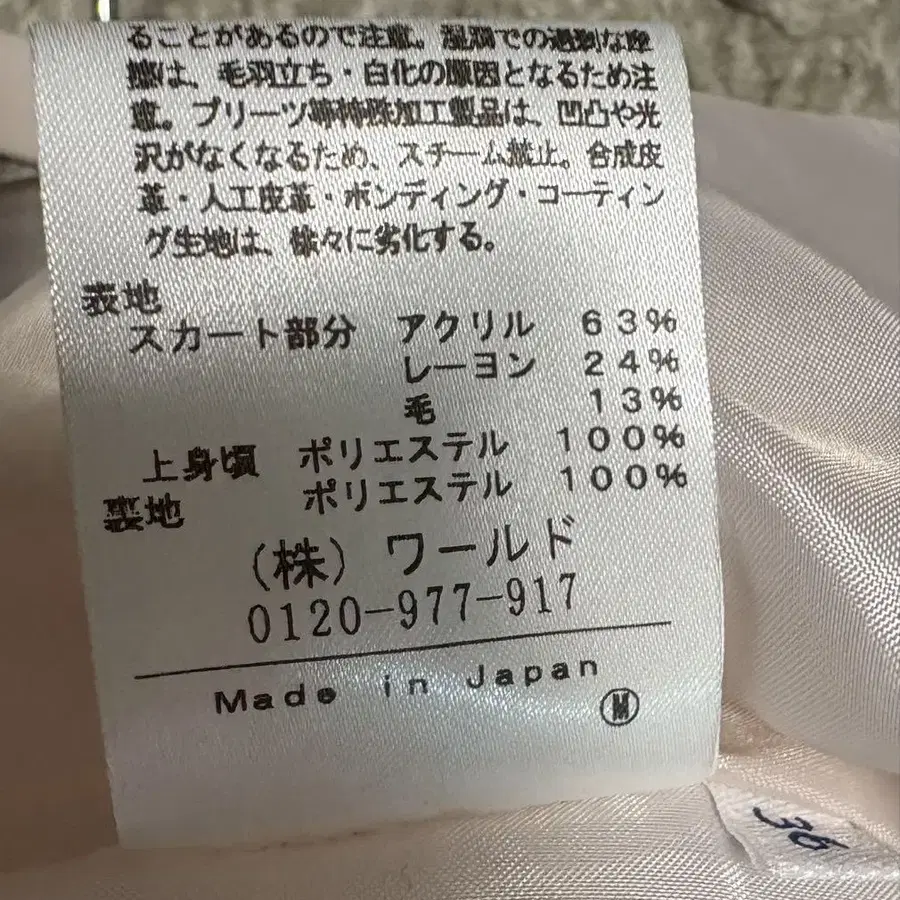 ることがあるので注意。湿潤での過剰な摩
擦は、毛羽立ち・白化の原因となるため注
意。プリーツ等特殊加工製品は、凹凸や光
沢がなくなるため、スチーム禁止。合成皮
革・人工皮革・ボンディング・コーティン
グ生地は、徐々に劣化する。
表地
スカート部分 アクリル 63%
レーヨン 24%
毛 13%
上身頃 ポリエステル 100%
裏地 ポリエステル 100%
(株)ワールド
0120-977-917
Made in Japan
M
36